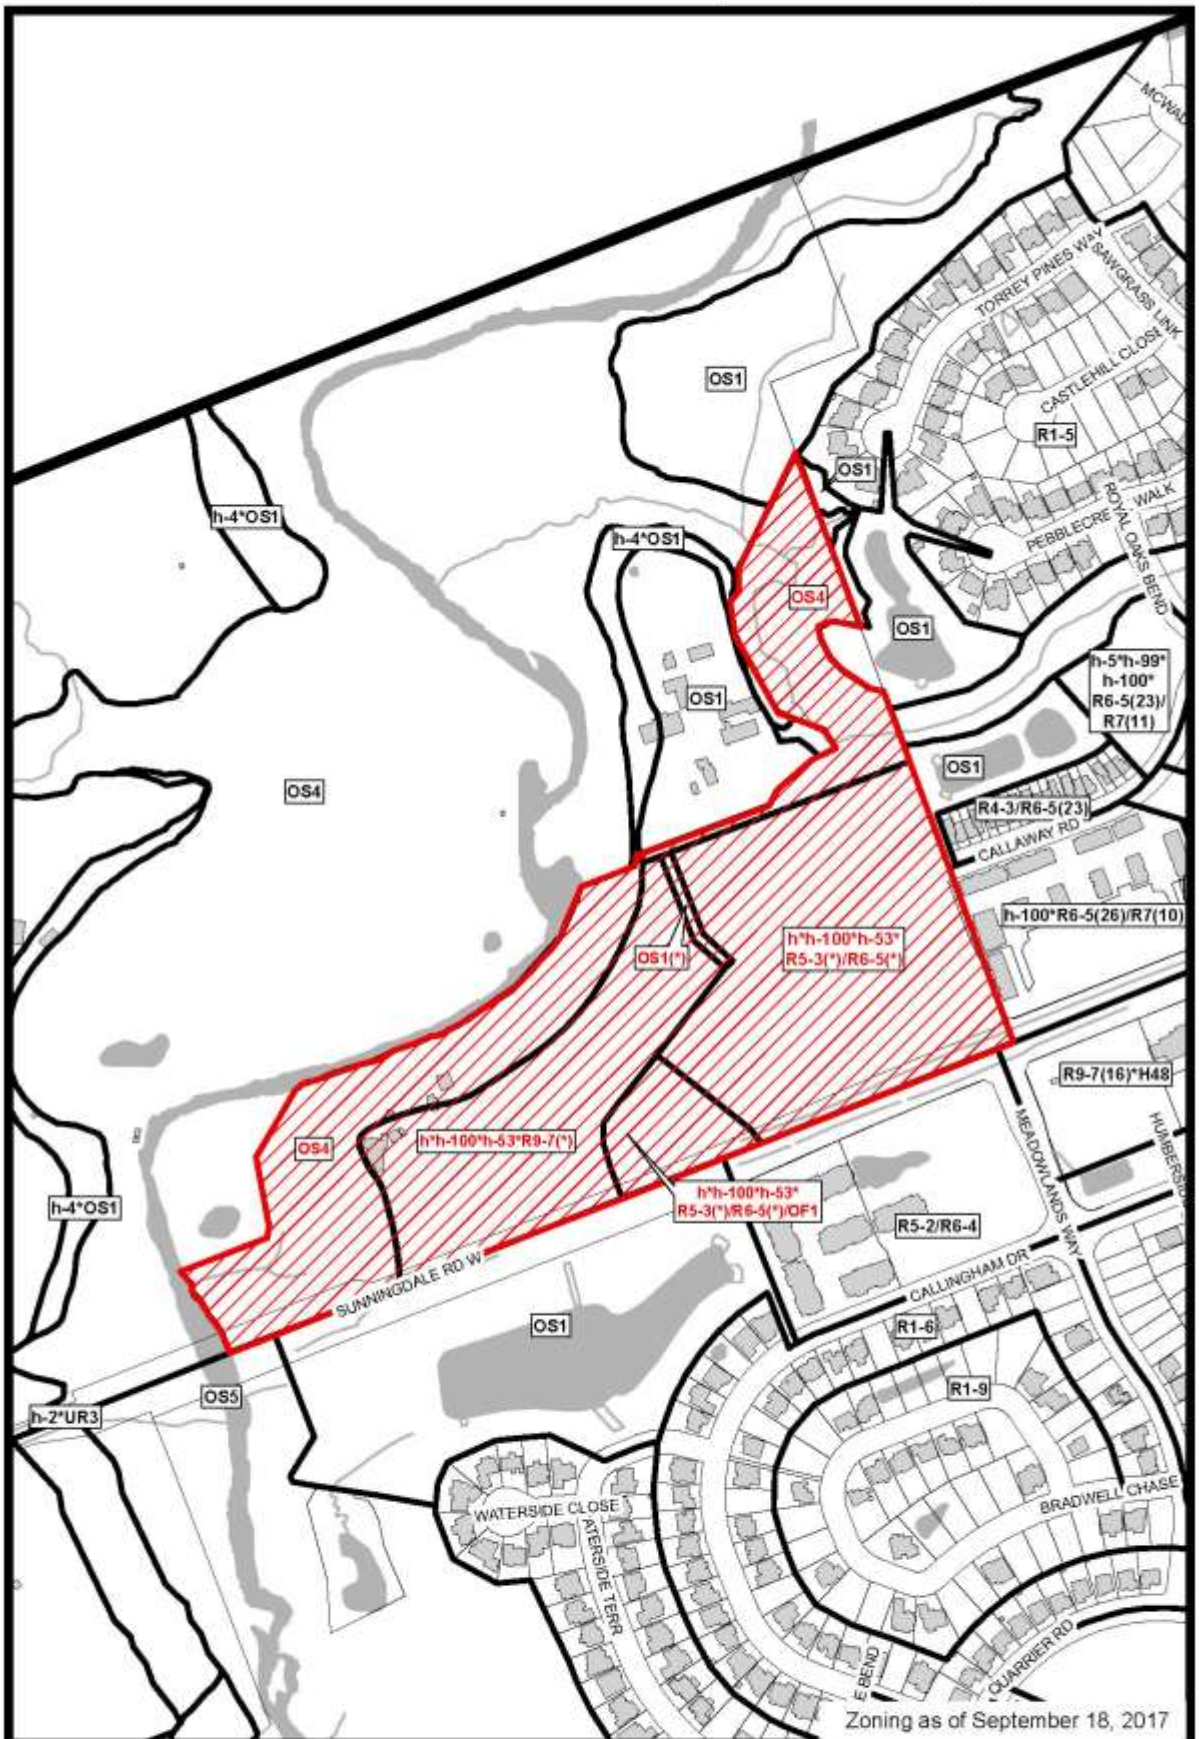 MCWAD
TORREY PINES WAY
SAWGRASS LINK
OS1
CASTLEHILL CLOSE
R1-5
OS1
h-4*OS1
ROYAL OAKS BEND
PEBBLECRE WALK
h-4*OS1
OS4
OS1
h-5*h-99*
h-100*
R6-5(23)/
R7(11)
OS1
OS1
OS4
R4-3/R6-5(23)
CALLAWAY RD
h-100*R6-5(26)/R7(10)
h*h-100*h-53*
R5-3(*)/R6-5(*)
OS1(*)
R9-7(16)*H48
OS4
h*h-100*h-53*R9-7(*)
MEADOWLANDS WAY
HUMBERSID
h-4*OS1
h*h-100*h-53*
R5-3(*)/R6-5(*)/OF1
R5-2/R6-4
SUNNINGDALE RD W
CALLINGHAM DR
OS1
R1-6
OS5
R1-9
h-2*UR3
WATERSIDE CLOSE
BRADWELL CHASE
ATERSIDE TERR
E BEND
QUARRIER RD
Zoning as of September 18, 2017